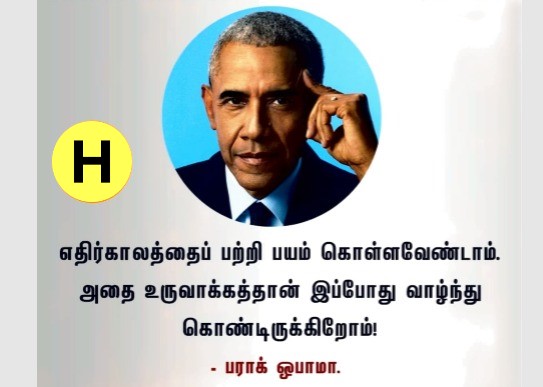 H
எதிர்காலத்தைப் பற்றி பயம் கொள்ளவேண்டாம்.
அதை உருவாக்கத்தான் இப்போது வாழ்ந்து
கொண்டிருக்கிறோம்!
- பராக் ஒபாமா.